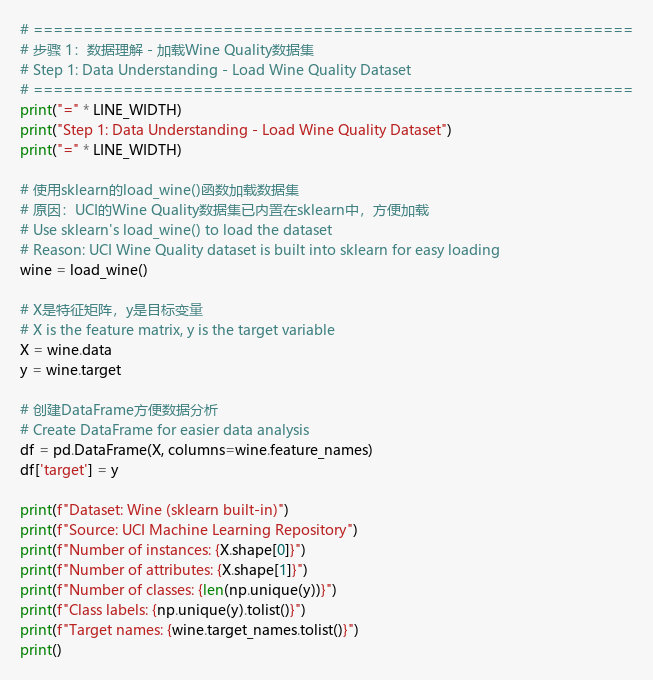 # ============================================================
# 步骤 1：数据理解 - 加载Wine Quality数据集
# Step 1: Data Understanding - Load Wine Quality Dataset
# ============================================================
print("=" * LINE_WIDTH)
print("Step 1: Data Understanding - Load Wine Quality Dataset")
print("=" * LINE_WIDTH)
# 使用sklearn的load_wine()函数加载数据集
# 原因：UCI的Wine Quality数据集已内置在sklearn中，方便加载
# Use sklearn's load_wine() to load the dataset
# Reason: UCI Wine Quality dataset is built into sklearn for easy loading
wine = load_wine()
# X是特征矩阵，y是目标变量
# X is the feature matrix, y is the target variable
X = wine.data
y = wine.target
# 创建DataFrame方便数据分析
# Create DataFrame for easier data analysis
df = pd.DataFrame(X, columns=wine.feature_names)
df['target'] = y
print(f"Dataset: Wine (sklearn built-in)")
print(f"Source: UCI Machine Learning Repository")
print(f"Number of instances: {X.shape[0]}")
print(f"Number of attributes: {X.shape[1]}")
print(f"Number of classes: {len(np.unique(y))}")
print(f"Class labels: {np.unique(y).tolist()}")
print(f"Target names: {wine.target_names.tolist()}")
print()